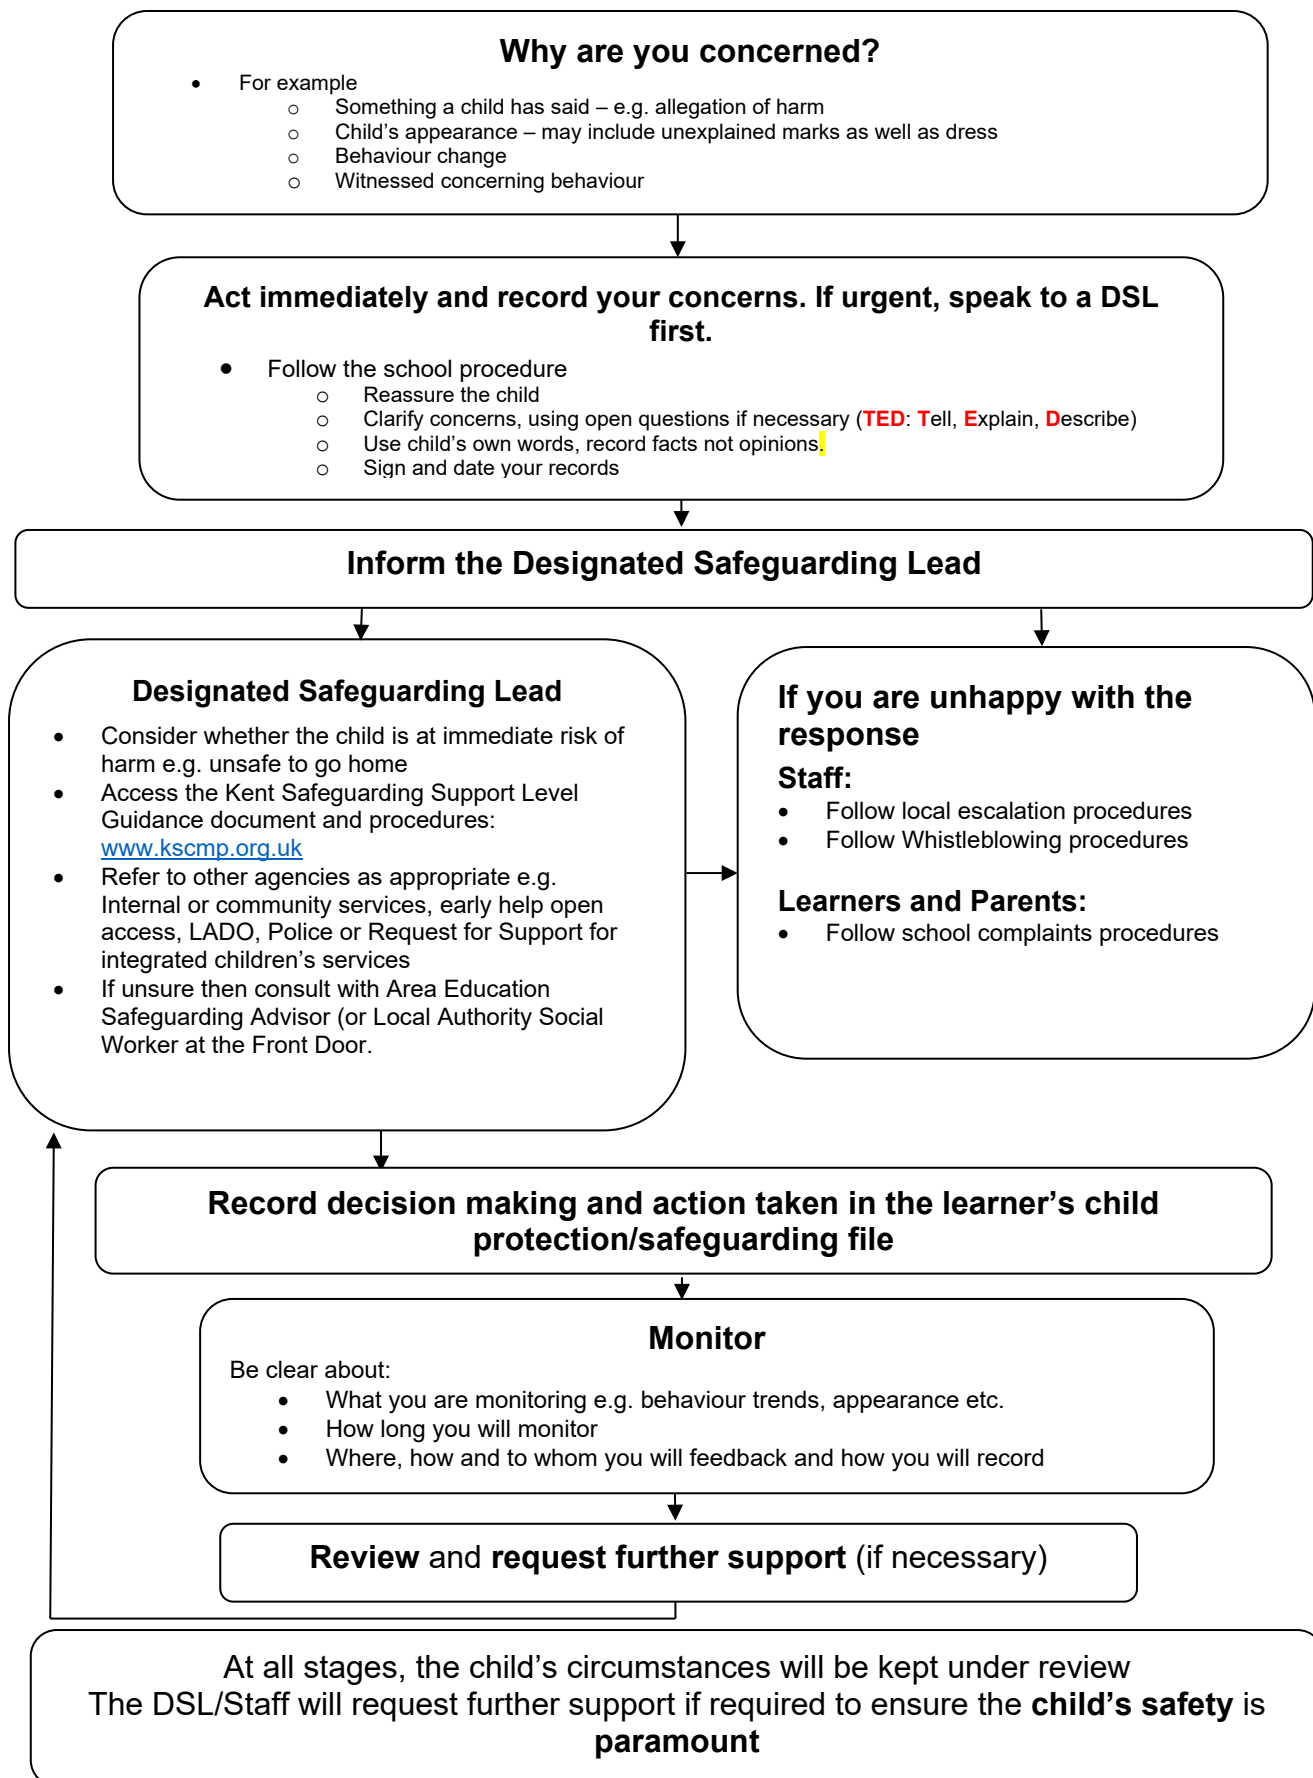 Why are you concerned?
• For example
o Something a child has said – e.g. allegation of harm
o Child's appearance – may include unexplained marks as well as dress
o Behaviour change
o Witnessed concerning behaviour
Act immediately and record your concerns. If urgent, speak to a DSL
first.
• Follow the school procedure
o Reassure the child
o Clarify concerns, using open questions if necessary (TED: Tell, Explain, Describe)
o Use child's own words, record facts not opinions.
o Sign and date your records
Inform the Designated Safeguarding Lead
Designated Safeguarding Lead
• Consider whether the child is at immediate risk of
harm e.g. unsafe to go home
• Access the Kent Safeguarding Support Level
Guidance document and procedures:
www.kscmp.org.uk
• Refer to other agencies as appropriate e.g.
Internal or community services, early help open
access, LADO, Police or Request for Support for
integrated children's services
• If unsure then consult with Area Education
Safeguarding Advisor (or Local Authority Social
Worker at the Front Door.
If you are unhappy with the
response
Staff:
• Follow local escalation procedures
• Follow Whistleblowing procedures
Learners and Parents:
• Follow school complaints procedures
Record decision making and action taken in the learner's child
protection/safeguarding file
Monitor
Be clear about:
• What you are monitoring e.g. behaviour trends, appearance etc.
• How long you will monitor
• Where, how and to whom you will feedback and how you will record
Review and request further support (if necessary)
At all stages, the child's circumstances will be kept under review
The DSL/Staff will request further support if required to ensure the child's safety is
paramount